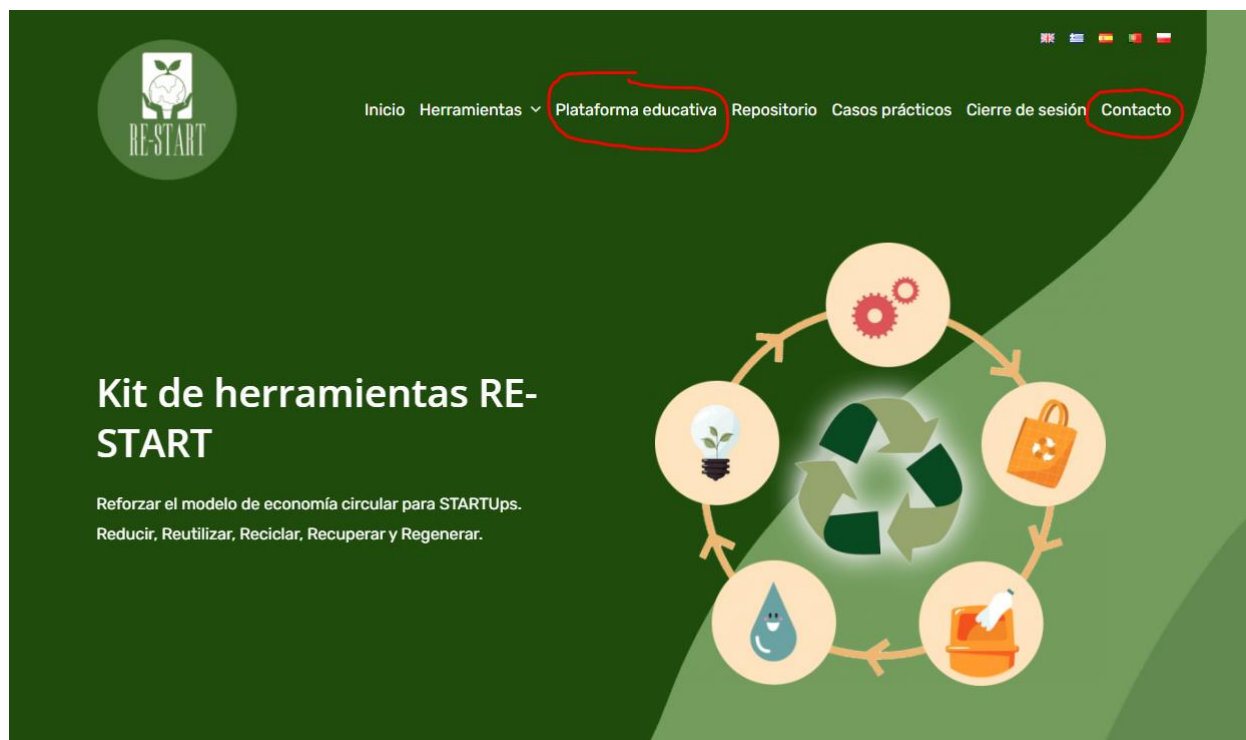 RE-START
Inicio Herramientas Plataforma educativa Repositorio Casos prácticos Cierre de sesión Contacto
Kit de herramientas RE-
START
Reforzar el modelo de economía circular para STARTUps.
Reducir, Reutilizar, Reciclar, Recuperar y Regenerar.